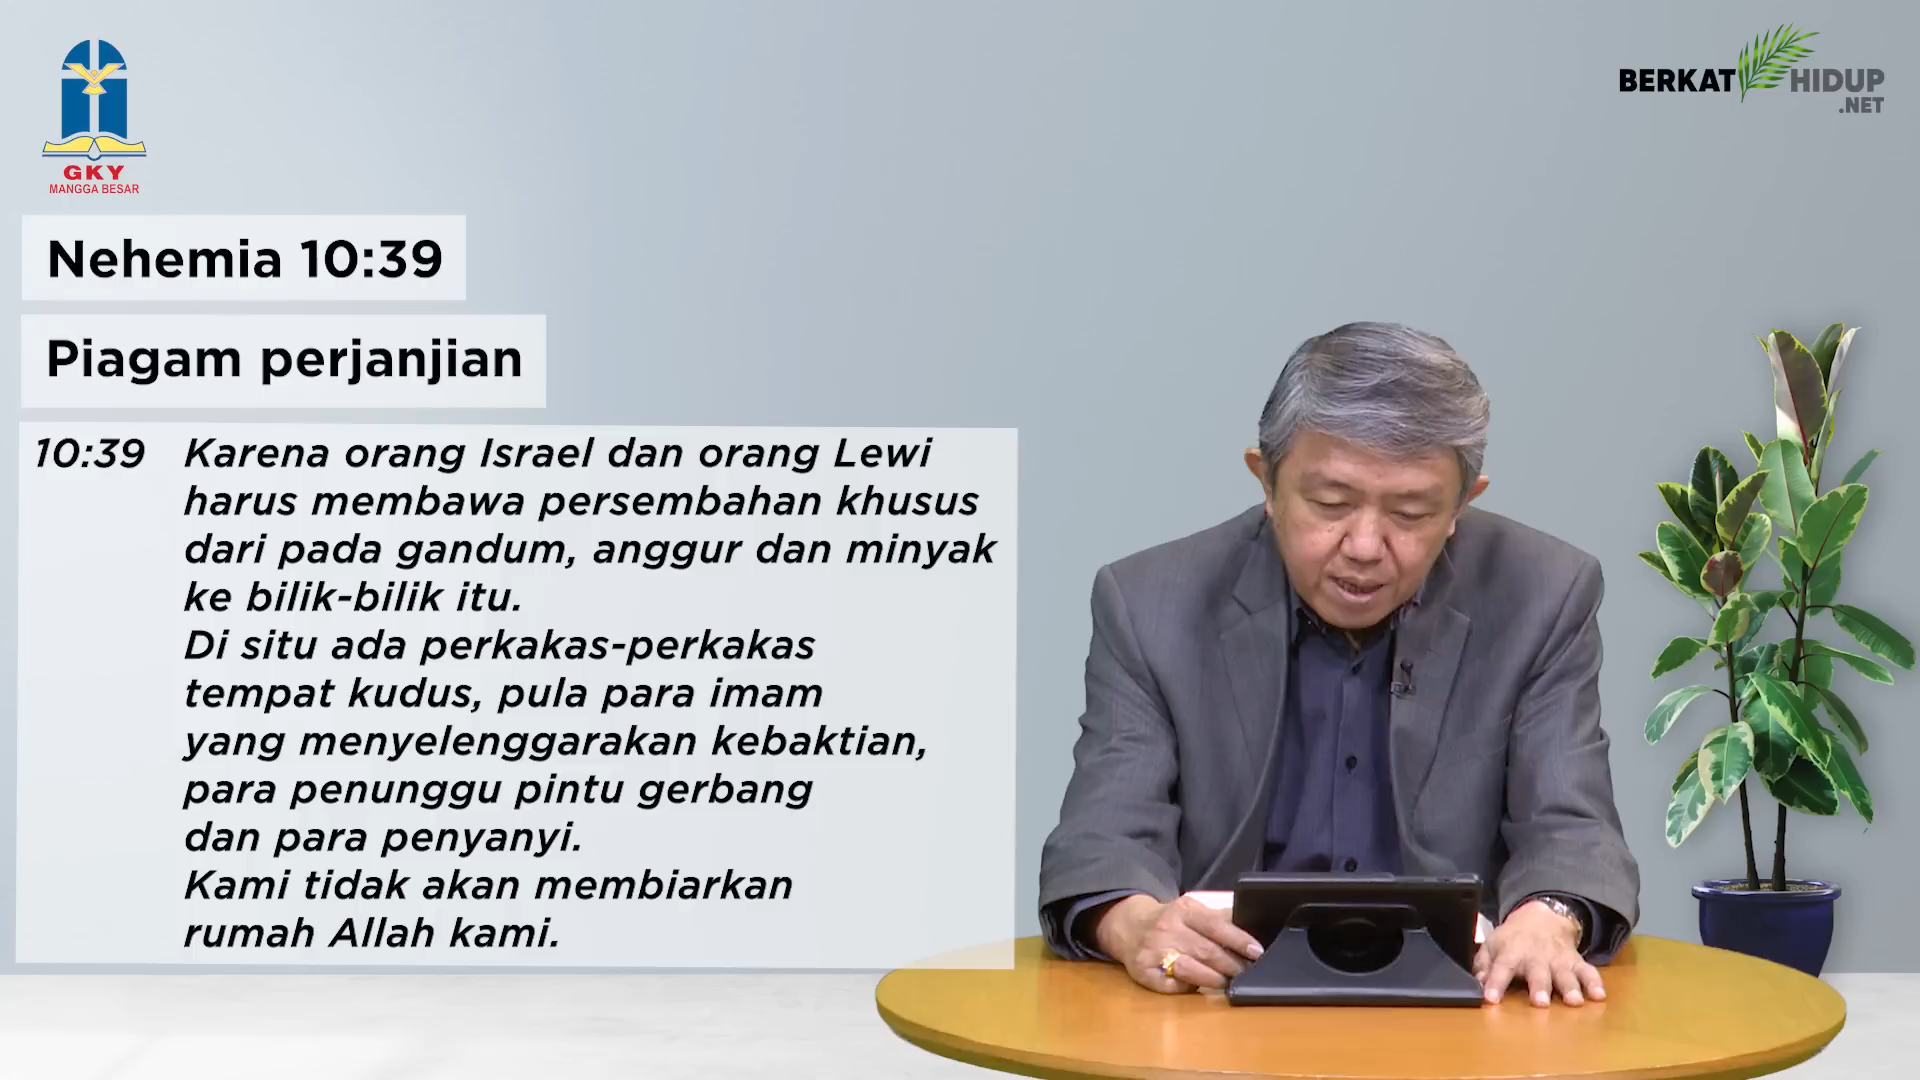 GKY
MANGGA BESAR
BERKAT HIDUP
.NET
Nehemia 10:39
Piagam perjanjian
10:39 Karena orang Israel dan orang Lewi
harus membawa persembahan khusus
dari pada gandum, anggur dan minyak
ke bilik-bilik itu.
Di situ ada perkakas-perkakas
tempat kudus, pula para imam
yang menyelenggarakan kebaktian,
para penunggu pintu gerbang
dan para penyanyi.
Kami tidak akan membiarkan
rumah Allah kami.